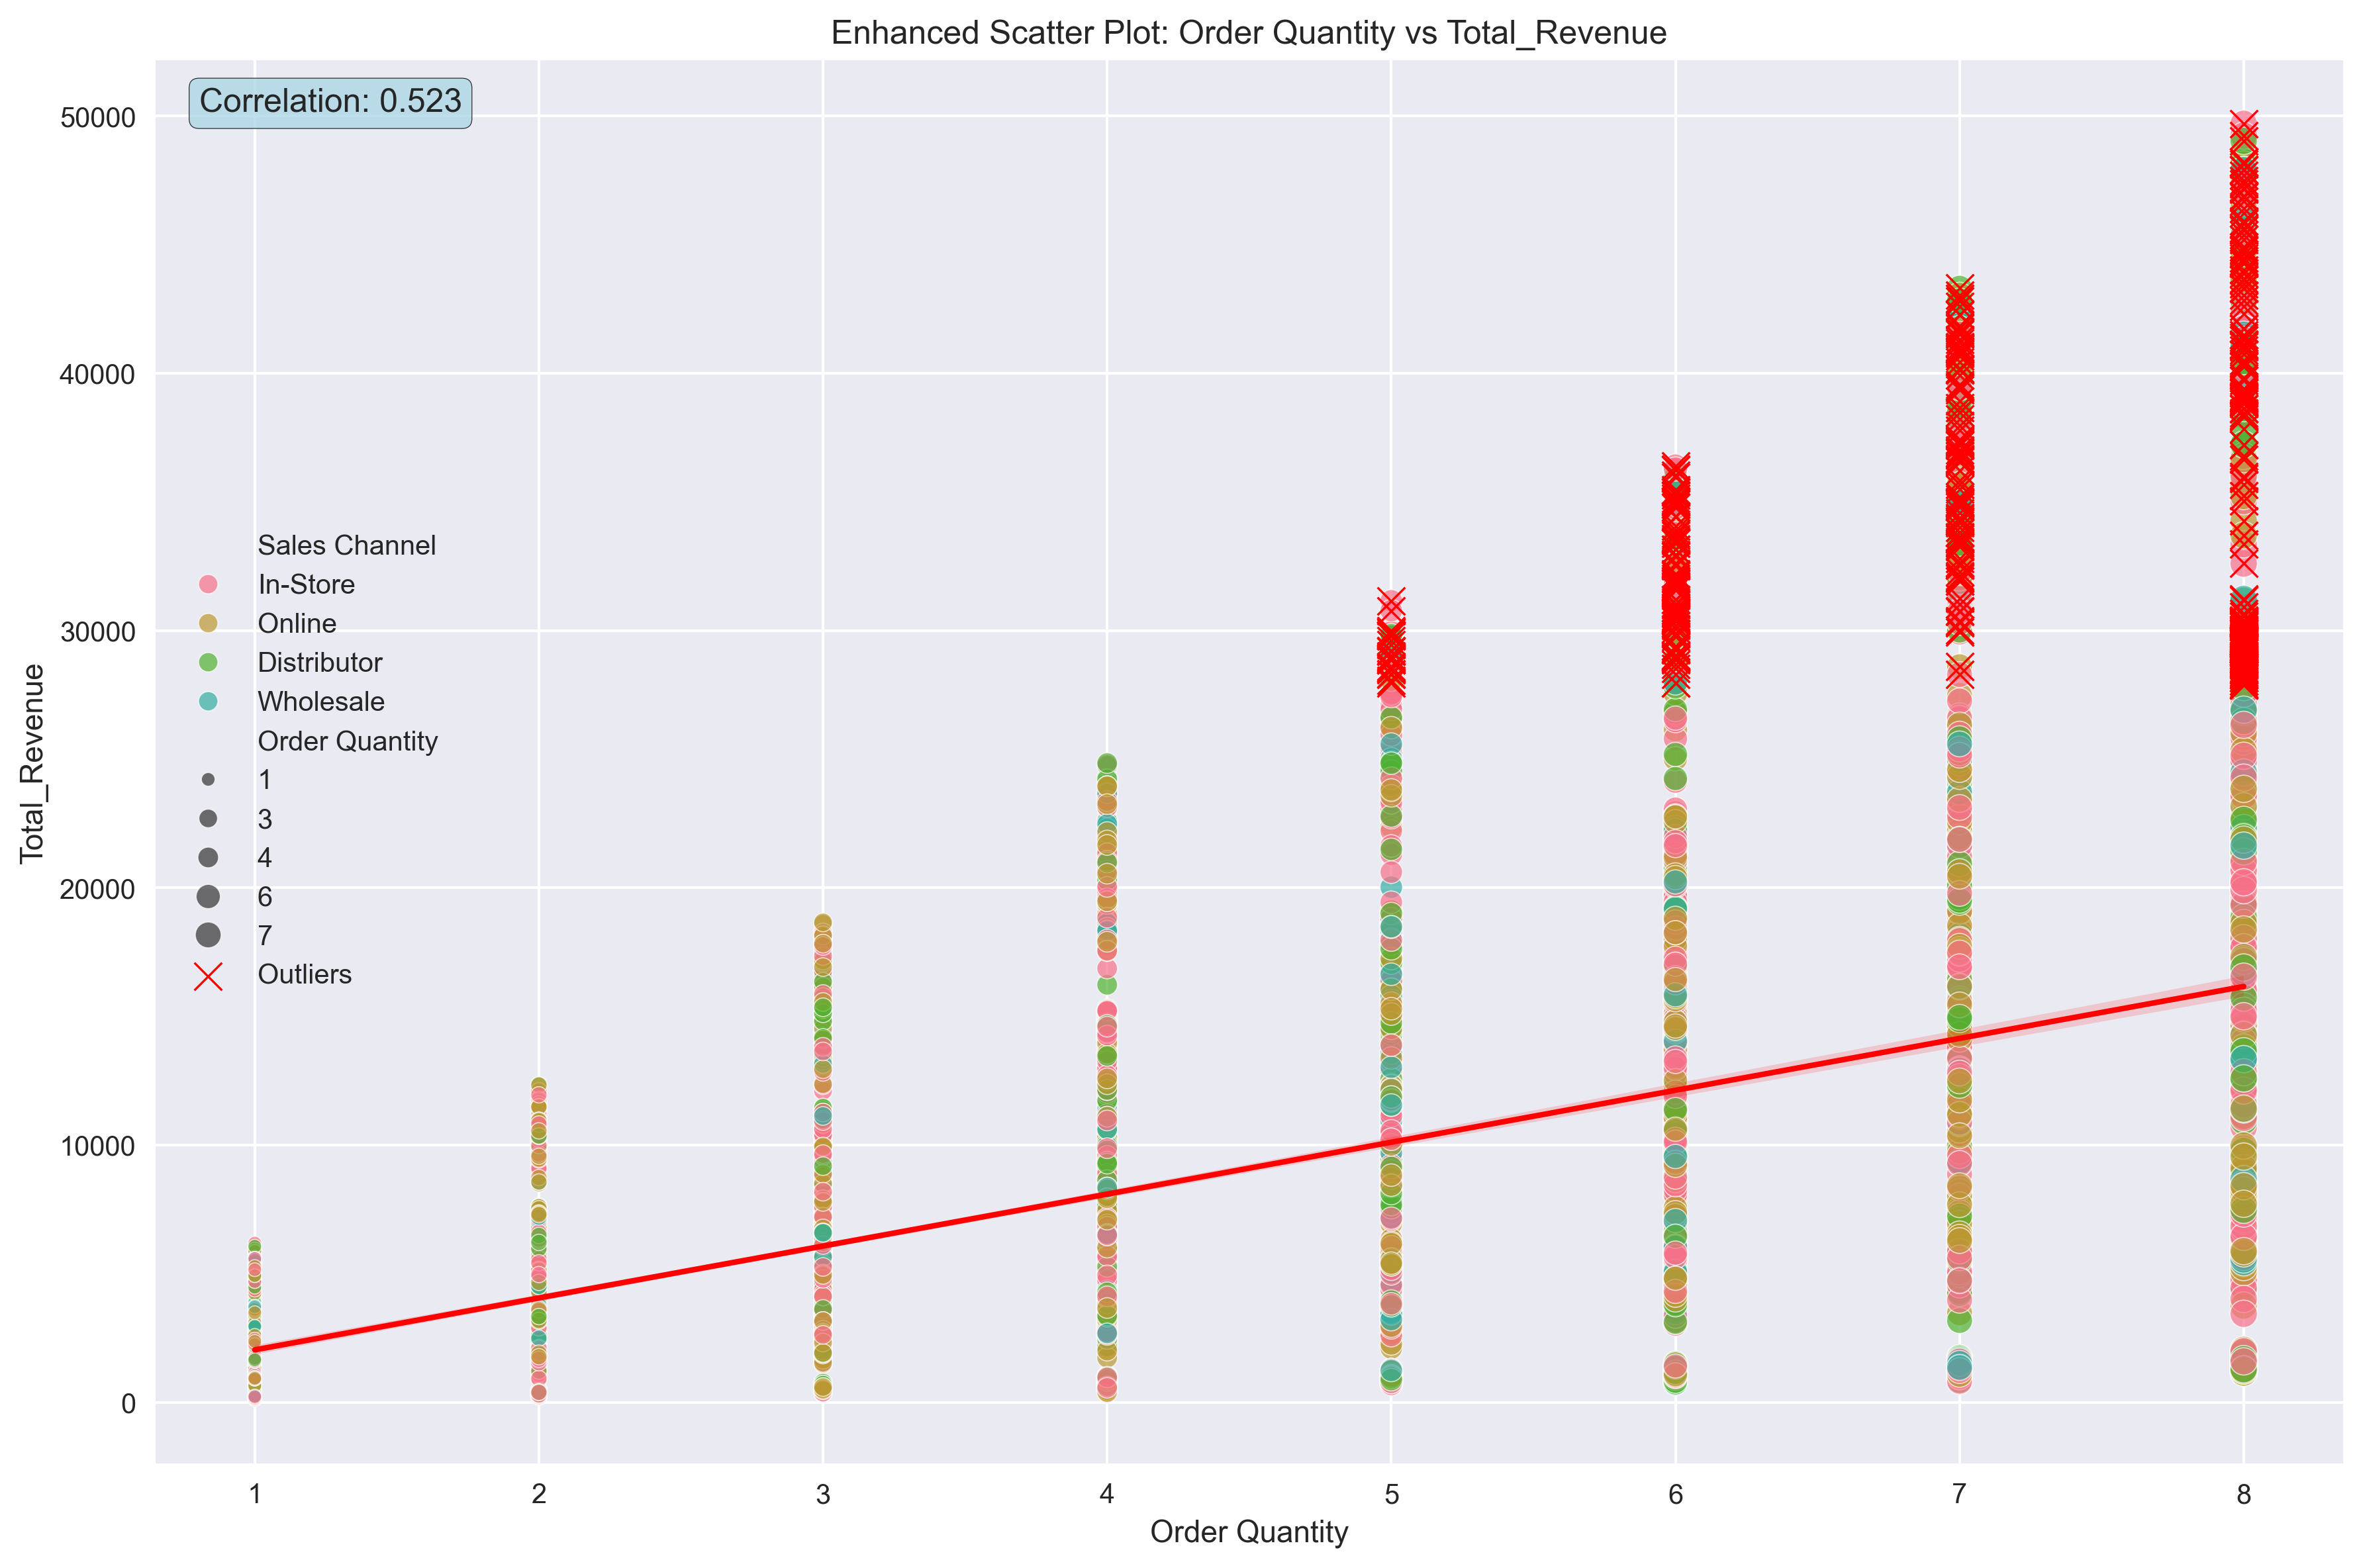 Enhanced Scatter Plot: Order Quantity vs Total_Revenue
Correlation: 0.523
50000
40000
30000
20000
10000
0
Total_Revenue
Sales Channel
In-Store
Online
Distributor
Wholesale
Order Quantity
1
3
4
6
7
Outliers
1 2 3 4 5 6 7 8
Order Quantity